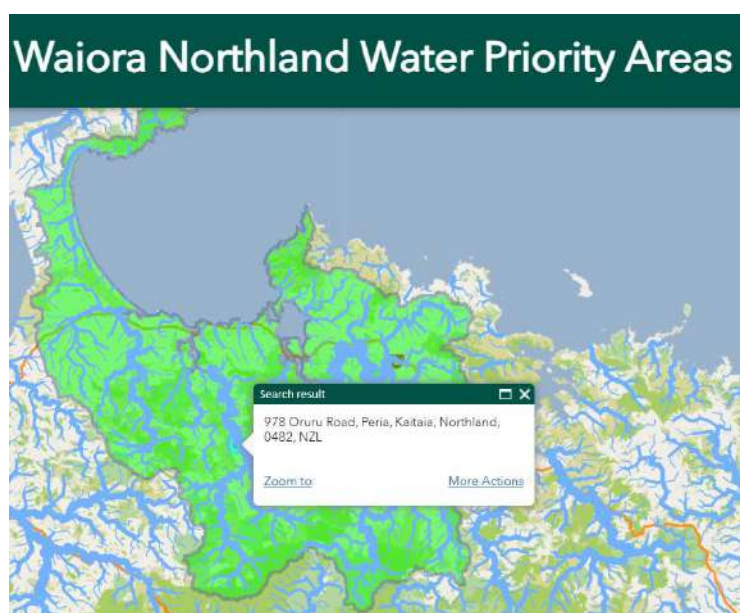 Waiora Northland Water Priority Areas
Search result
978 Oruru Road, Peria, Kaitaia, Northland,
0482, NZL
Zoom to
More Actions